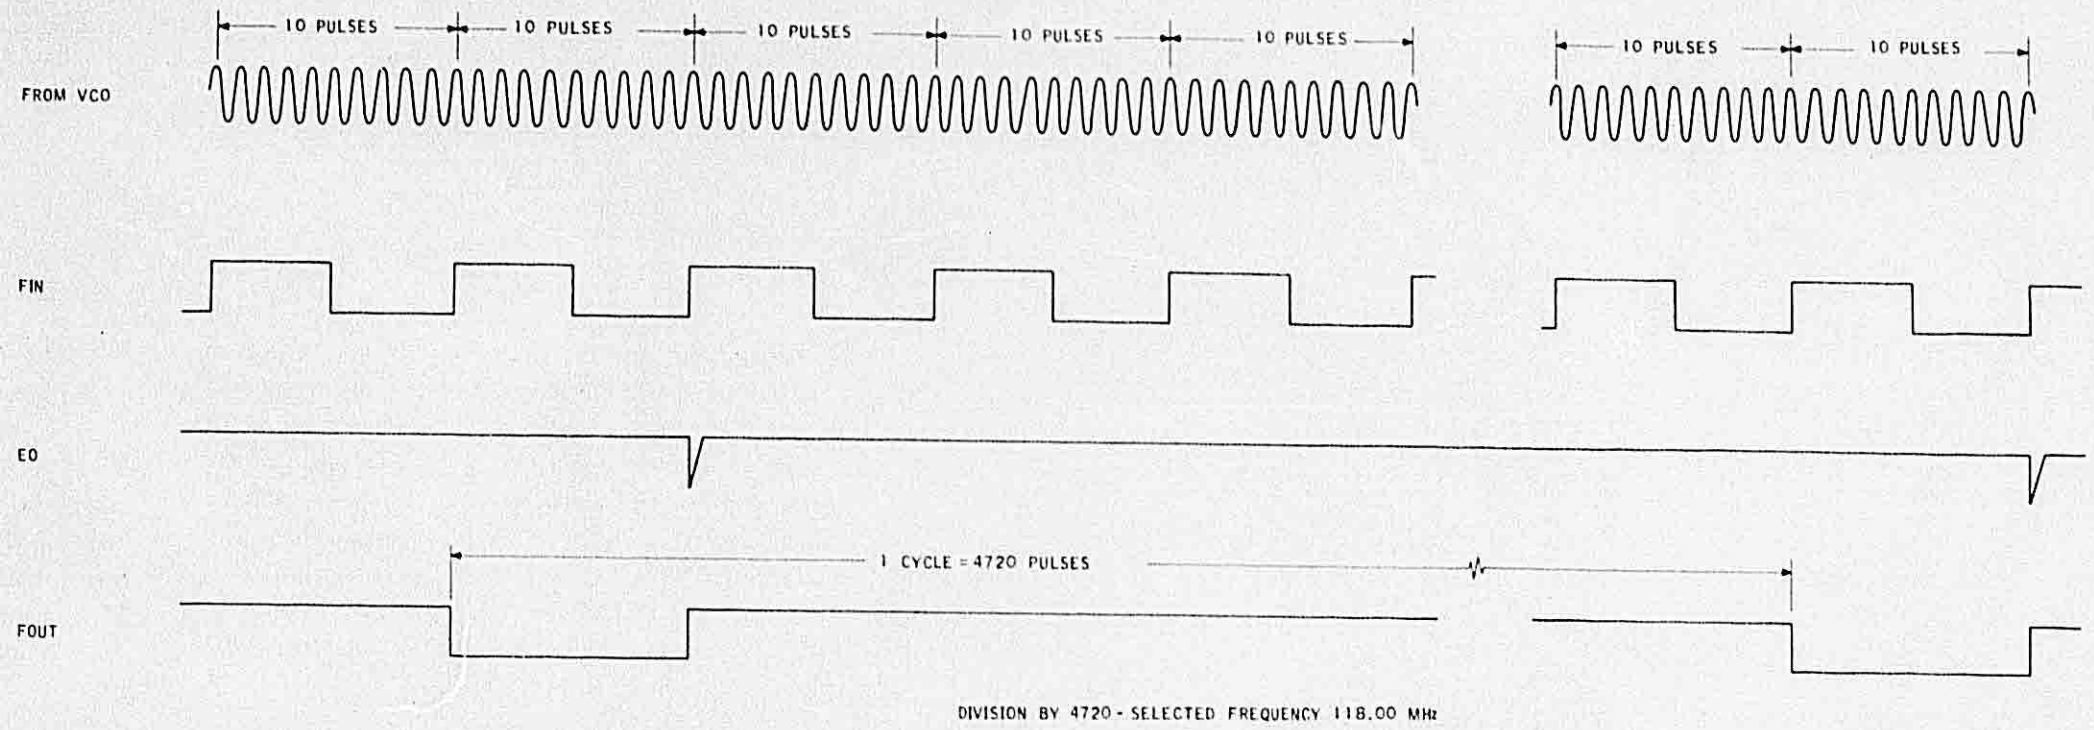 10 PULSES 10 PULSES 10 PULSES 10 PULSES 10 PULSES 10 PULSES 10 PULSES
FROM VCO
FIN
EO
1 CYCLE = 4720 PULSES
FOUT
DIVISION BY 4720 - SELECTED FREQUENCY 118.00 MHz